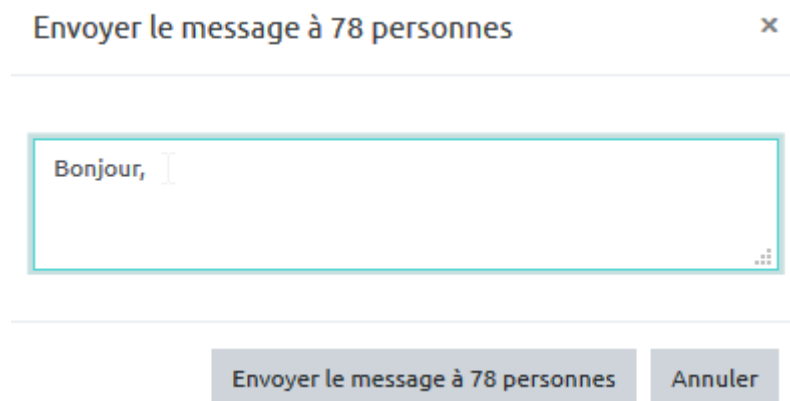 Envoyer le message à 78 personnes ×
Bonjour,
Envoyer le message à 78 personnes Annuler